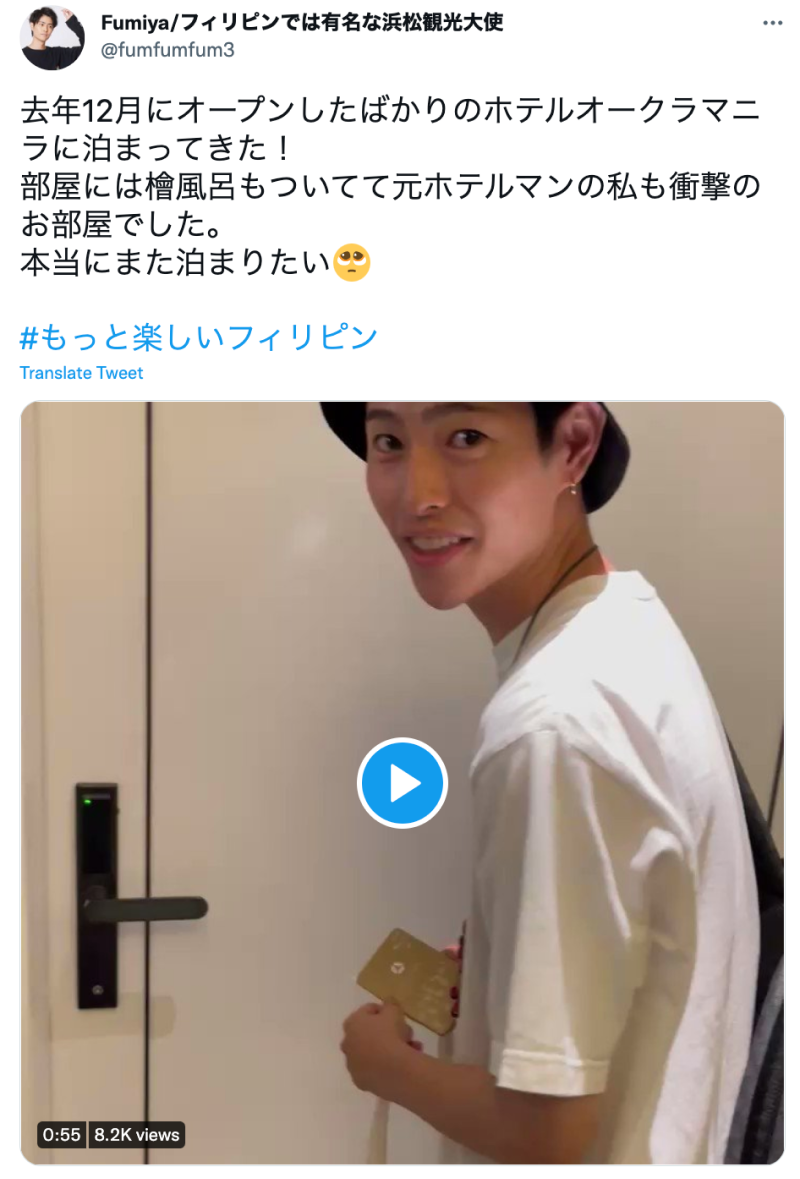 Fumiya/フィリピンでは有名な浜松観光大使
@fumfumfum3
去年12月にオープンしたばかりのホテルオークラマニ
ラに泊まってきた！
部屋には檜風呂もついてて元ホテルマンの私も衝撃の
お部屋でした。
本当にまた泊まりたい🥺
#もっと楽しいフィリピン
Translate Tweet
0:55 8.2K views